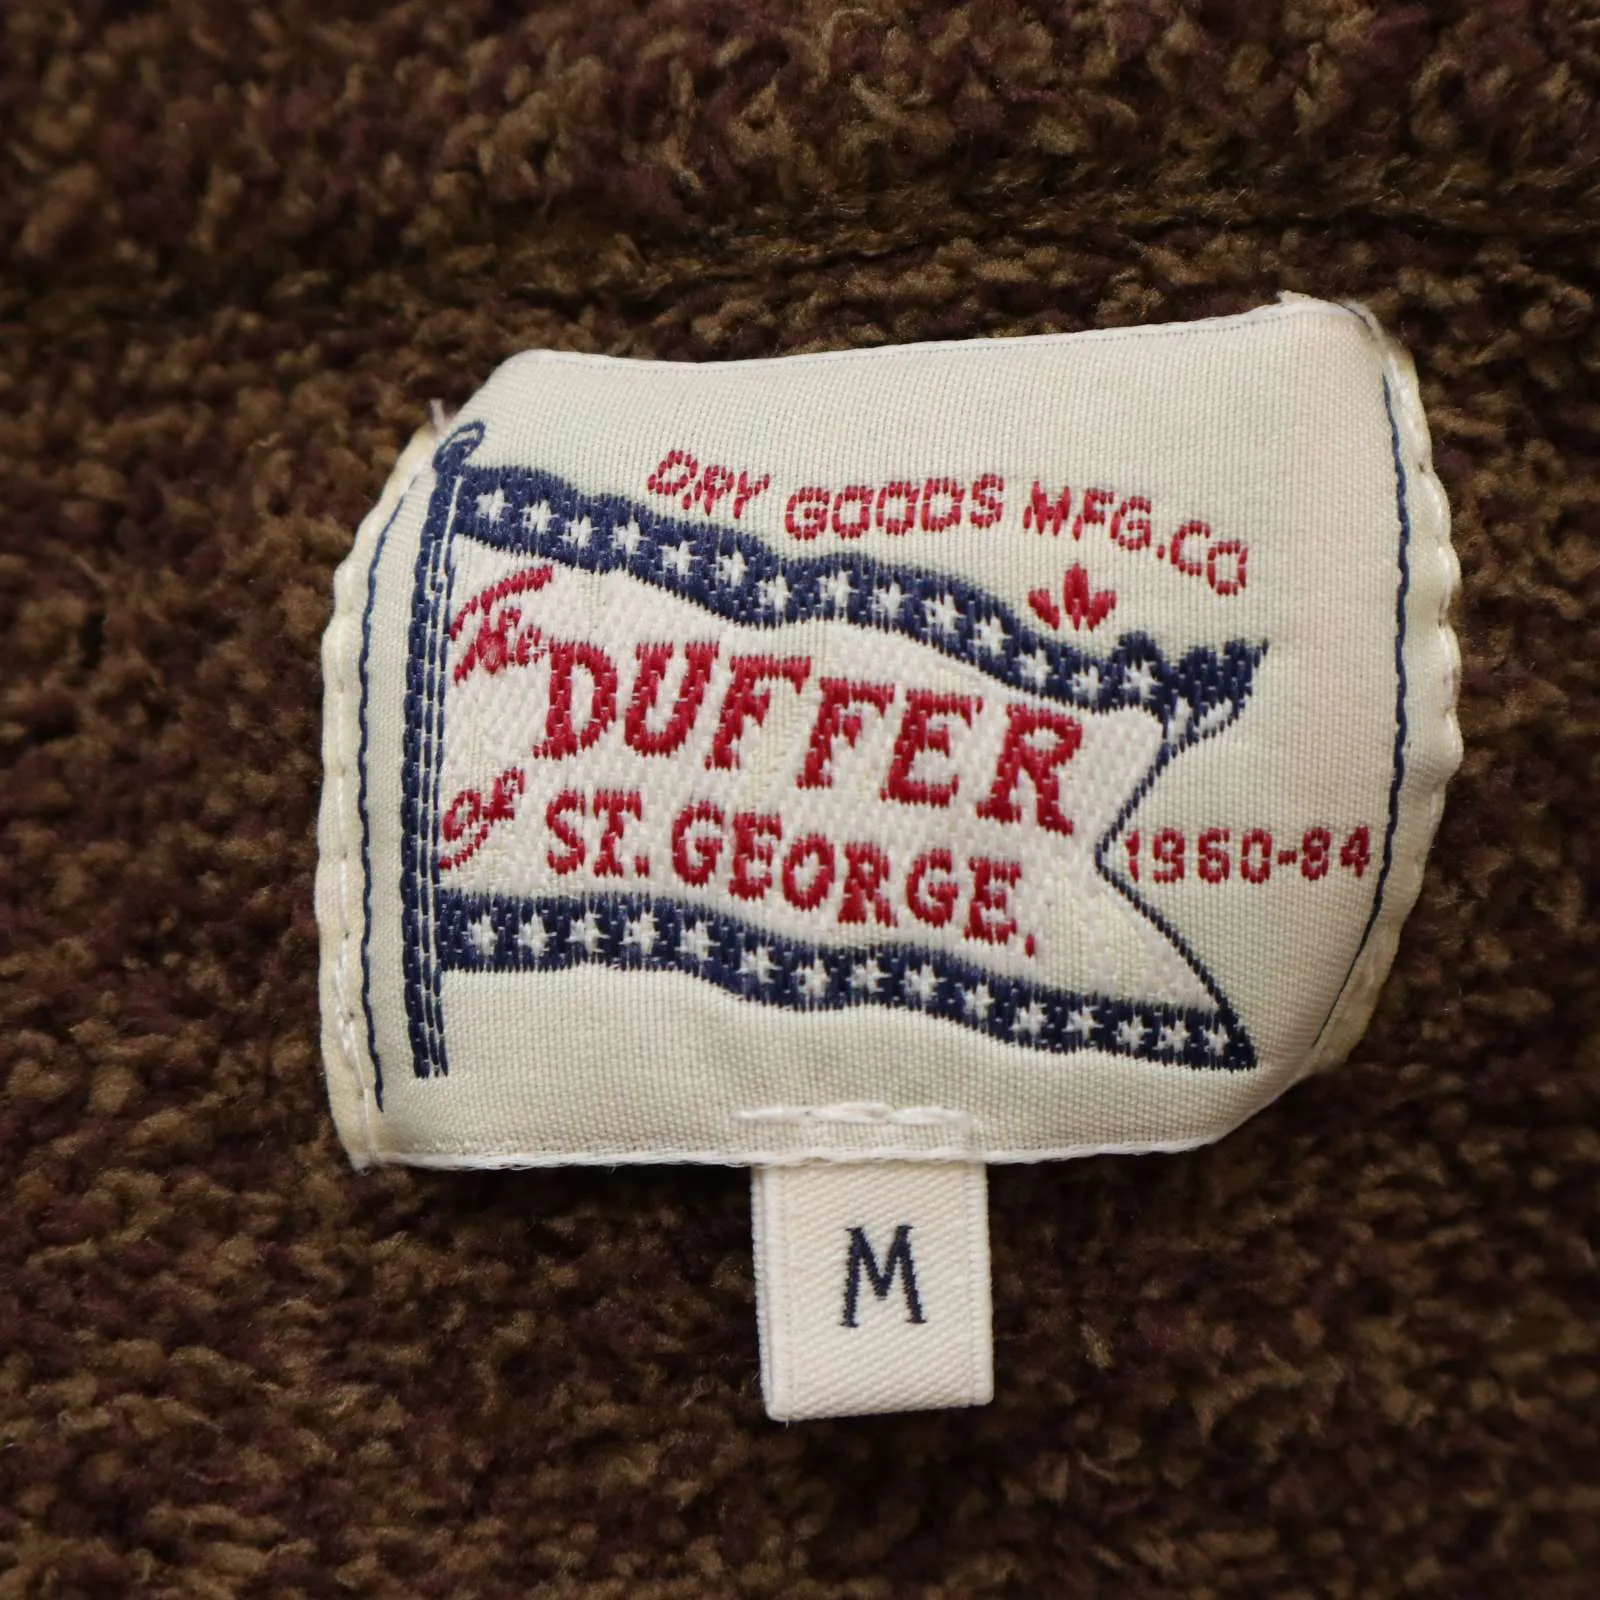 DRY GOODS MFG.CO
The DUFFER
OF ST. GEORGE.
1960-84
M